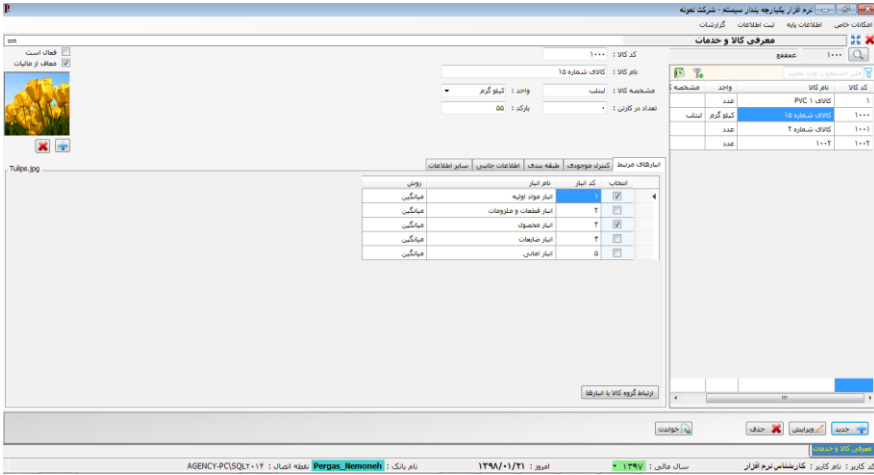 نرم افزار یکپارچه پندار سیستم - شرکت نمونه
امکانات خاص اطلاعات پایه ثبت اطلاعات گزارشات
معرفی کالا و خدمات
۱۰۰۰
متن جستجو را وارد نمایید
کد کالا نام کالا واحد مشخصه
۱ کالای PVC ۱ عدد
۱۰۰۰ کالای شماره ۱۵ کیلو گرم لیتلب
۱۰۰۱ کالای شماره ۲ عدد
۱۰۰۲ ۱۰۰۲ عدد
جدید ویرایش حذف
خواندن
کد کالا : ۱۰۰۰
نام کالا : کالای شماره ۱۵
مشخصه کالا : لیتلب واحد : کیلو گرم
تعداد در کارتن : ۰ بارکد : ۵۵
فعال است
معاف از مالیات
Tulips.jpg
انبارهای مرتبط کنترل موجودی طبقه بندی اطلاعات جانبی سایر اطلاعات
انتخاب کد انبار نام انبار روش
۱ انبار مواد اولیه میانگین
۲ انبار قطعات و ملزومات میانگین
۳ انبار محصول میانگین
۴ انبار ضایعات میانگین
۵ انبار امانی میانگین
ارتباط گروه کالا با انبارها
معرفی کالا و خدمات
کد کاربر : نام کاربر : کارشناس نرم افزار سال مالی : ۱۳۹۷ امروز : ۱۳۹۸/۰۱/۲۱ نام بانک : Pergas_Nemoneh نقطه اتصال : AGENCY-PC\SQL۲۰۱۴